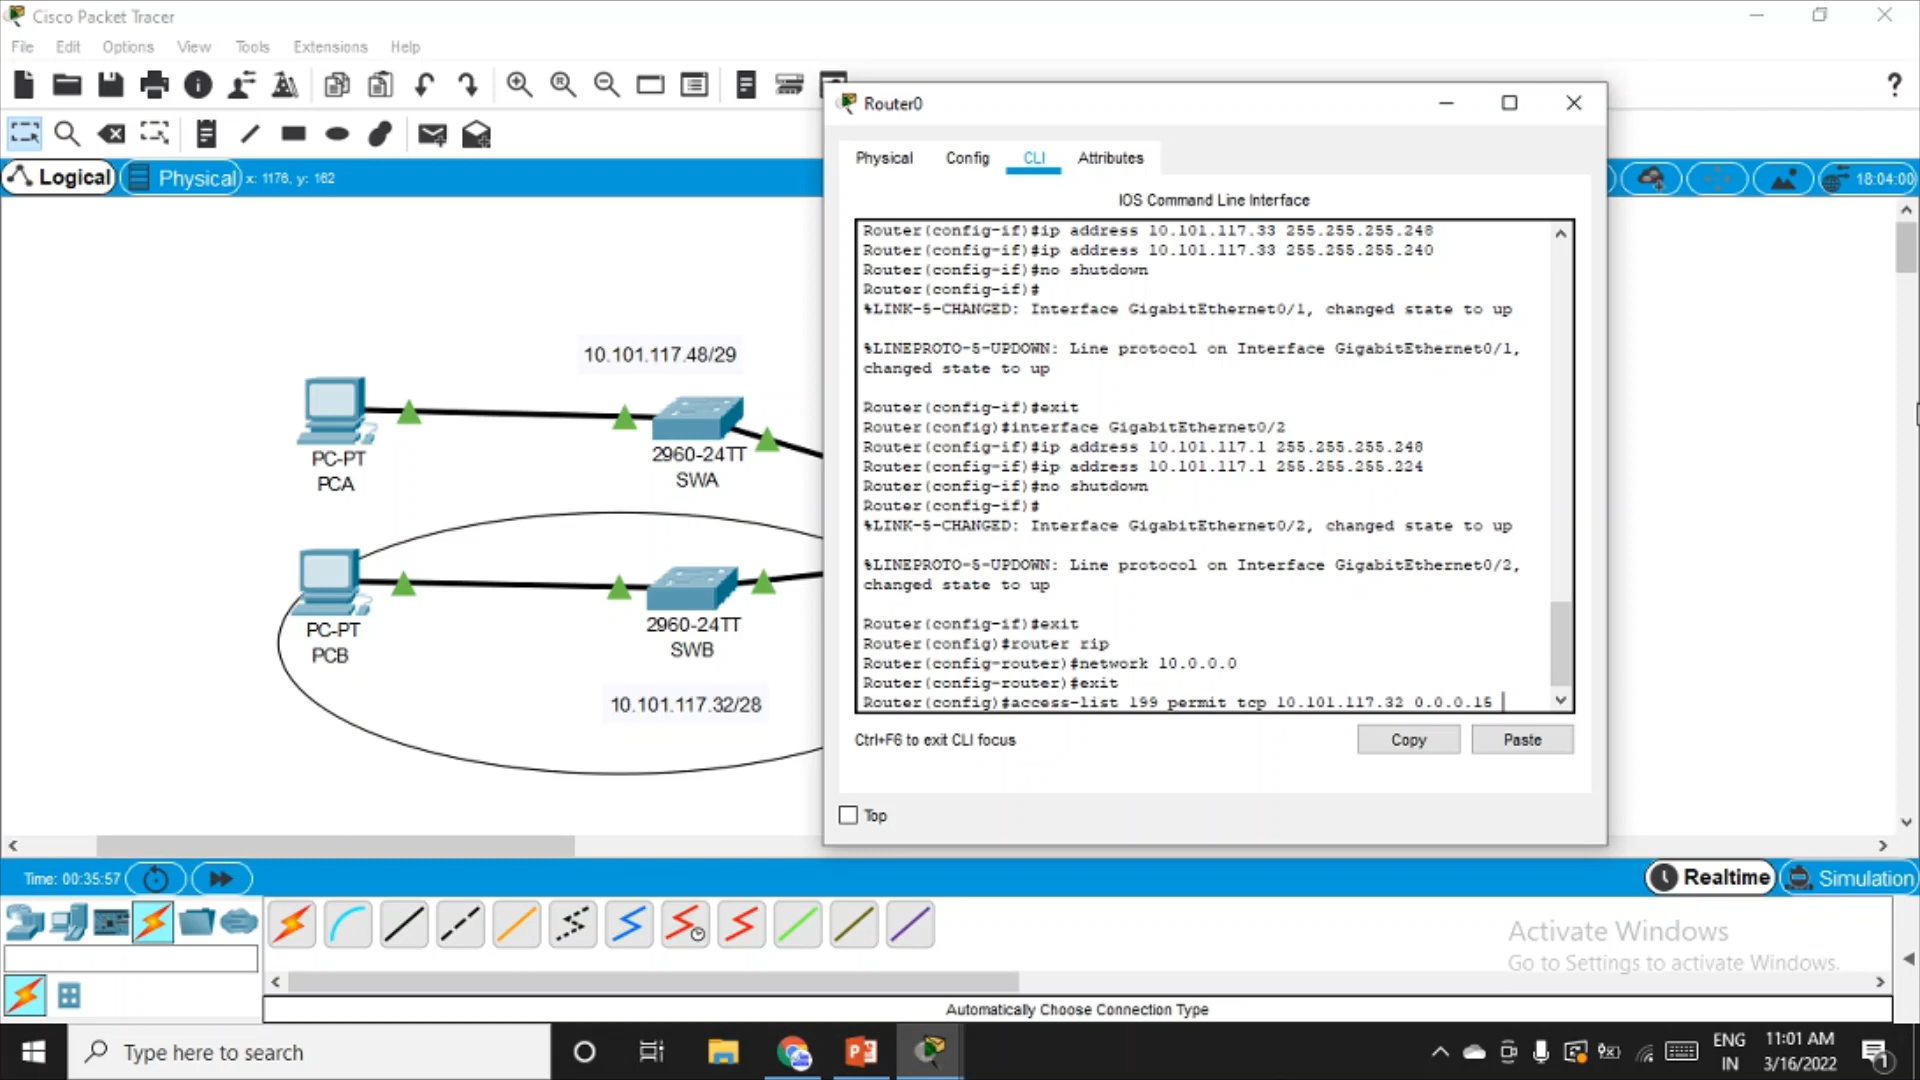 Cisco Packet Tracer
File Edit Options View Tools Extensions Help
Logical Physical x: 1176, y: 162
18:04:00
10.101.117.48/29
PC-PT
PCA
2960-24TT
SWA
PC-PT
PCB
2960-24TT
SWB
10.101.117.32/28
Router0
Physical Config CLI Attributes
IOS Command Line Interface
Router(config-if)#ip address 10.101.117.33 255.255.255.248
Router(config-if)#ip address 10.101.117.33 255.255.255.240
Router(config-if)#no shutdown
Router(config-if)#
%LINK-5-CHANGED: Interface GigabitEthernet0/1, changed state to up
%LINEPROTO-5-UPDOWN: Line protocol on Interface GigabitEthernet0/1,
changed state to up
Router(config-if)#exit
Router(config)#interface GigabitEthernet0/2
Router(config-if)#ip address 10.101.117.1 255.255.255.248
Router(config-if)#ip address 10.101.117.1 255.255.255.224
Router(config-if)#no shutdown
Router(config-if)#
%LINK-5-CHANGED: Interface GigabitEthernet0/2, changed state to up
%LINEPROTO-5-UPDOWN: Line protocol on Interface GigabitEthernet0/2,
changed state to up
Router(config-if)#exit
Router(config)#router rip
Router(config-router)#network 10.0.0.0
Router(config-router)#exit
Router(config)#access-list 199 permit tcp 10.101.117.32 0.0.0.15
Ctrl+F6 to exit CLI focus
Copy Paste
Top
Time: 00:35:57
Realtime Simulation
Activate Windows
Go to Settings to activate Windows.
Automatically Choose Connection Type
Type here to search
ENG
IN
11:01 AM
3/16/2022
1